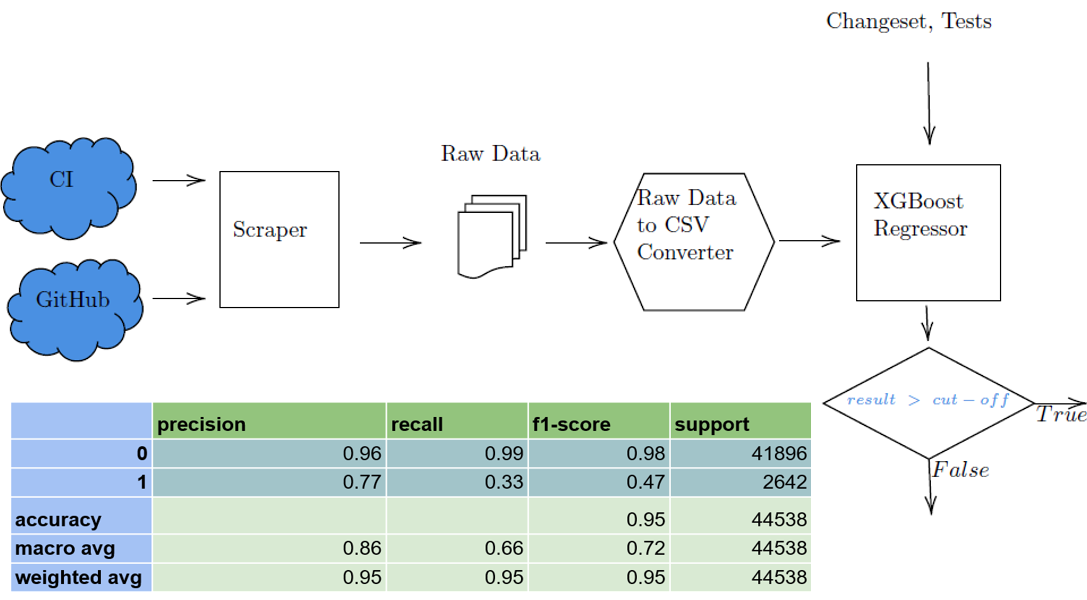 Changeset, Tests
CI
GitHub
Scraper
Raw Data
Raw Data
to CSV
Converter
XGBoost
Regressor
result > cut - off
True
False
precision recall f1-score support
0 0.96 0.99 0.98 41896
1 0.77 0.33 0.47 2642
accuracy 0.95 44538
macro avg 0.86 0.66 0.72 44538
weighted avg 0.95 0.95 0.95 44538